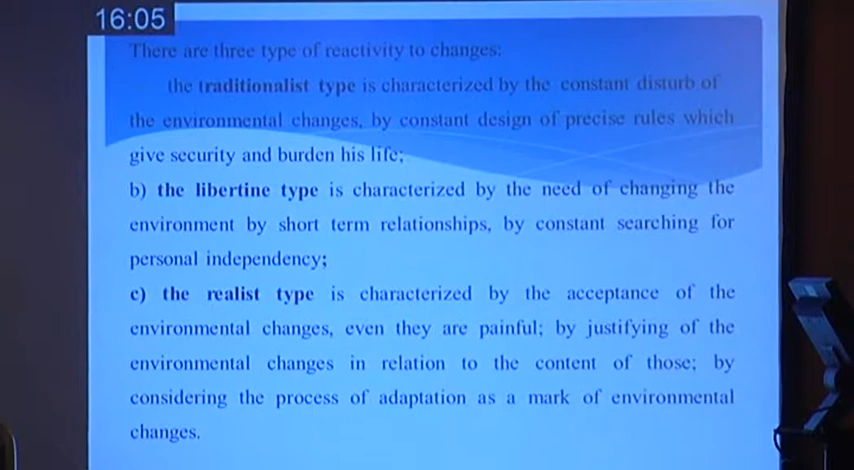 16:05
There are three type of reactivity to changes:
the traditionalist type is characterized by the constant disturb of
the environmental changes, by constant design of precise rules which
give security and burden his life;
b) the libertine type is characterized by the need of changing the
environment by short term relationships, by constant searching for
personal independency;
c) the realist type is characterized by the acceptance of the
environmental changes, even they are painful; by justifying of the
environmental changes in relation to the content of those; by
considering the process of adaptation as a mark of environmental
changes.